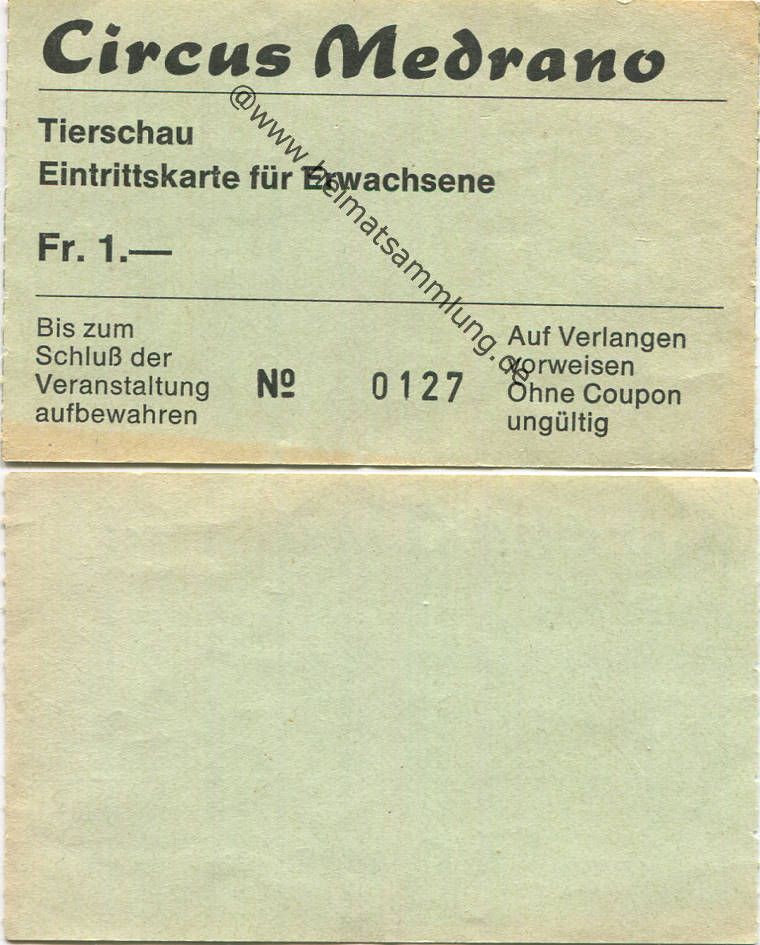 Circus Medrano
Tierschau
Eintrittskarte für Erwachsene
Fr. 1.—
Bis zum
Schluß der
Veranstaltung
aufbewahren
Nº 0127
Auf Verlangen
vorweisen
Ohne Coupon
ungültig
@www.heimatsammlung.de